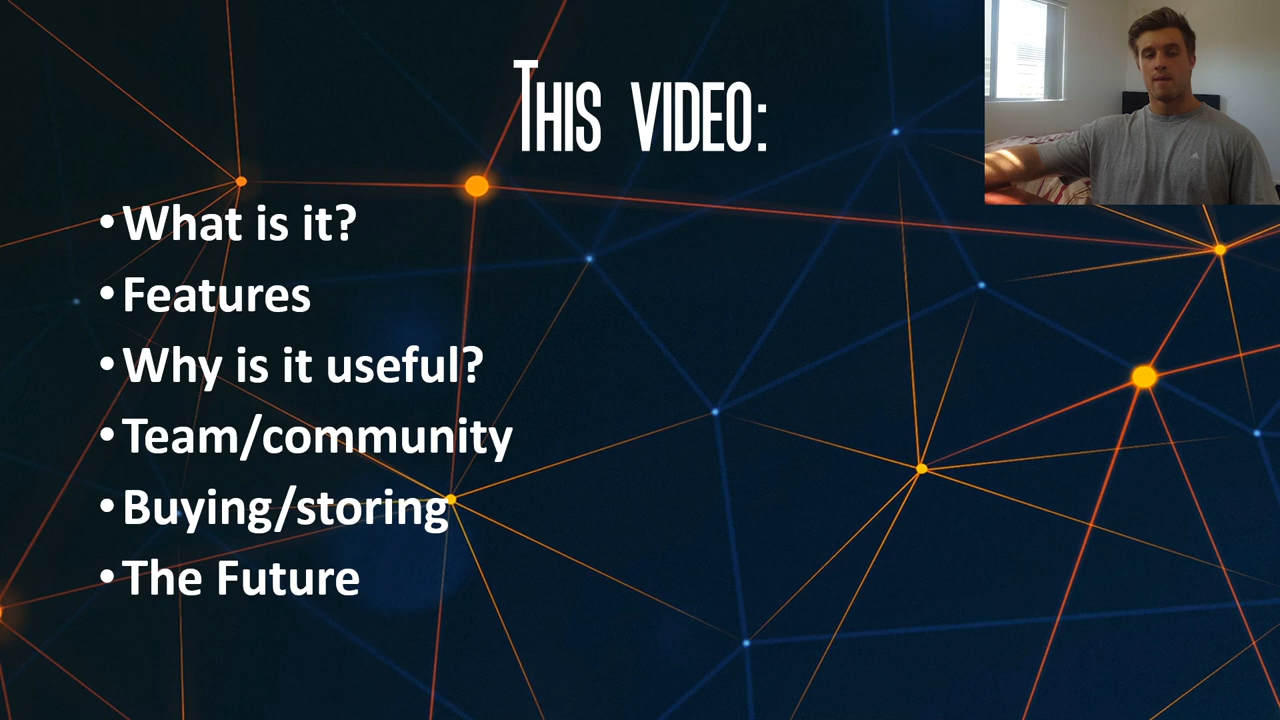 This video:
• What is it?
• Features
• Why is it useful?
• Team/community
• Buying/storing
• The Future